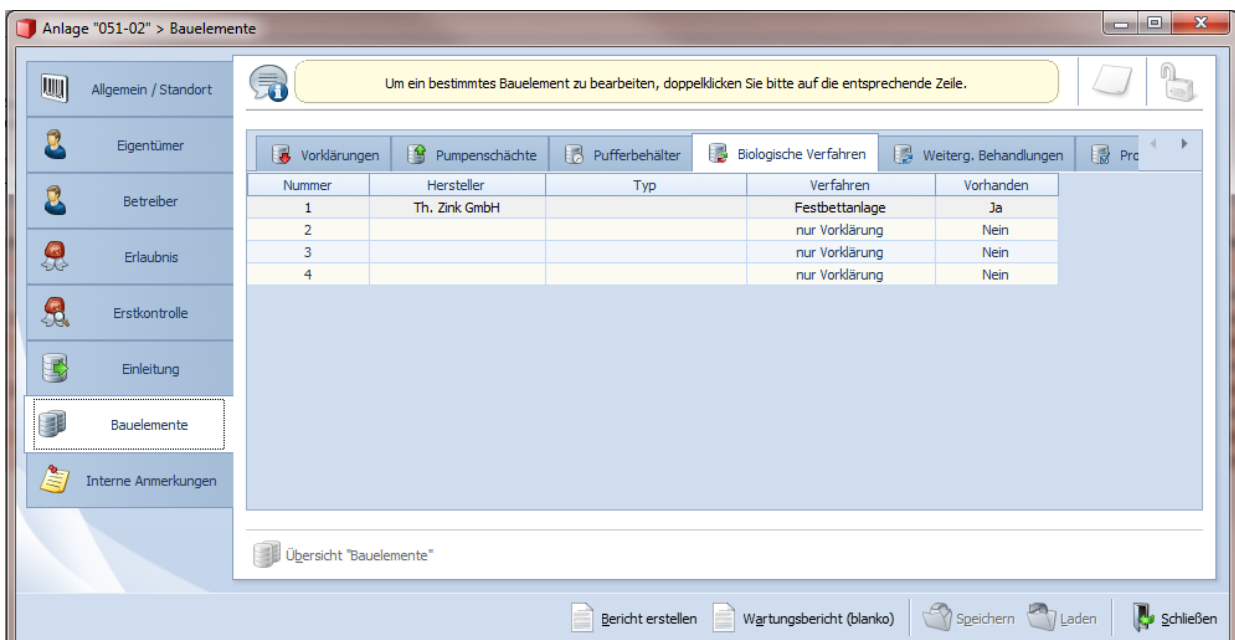 Anlage "051-02" > Bauelemente
Allgemein / Standort
Eigentümer
Betreiber
Erlaubnis
Erstkontrolle
Einleitung
Bauelemente
Interne Anmerkungen
Um ein bestimmtes Bauelement zu bearbeiten, doppelklicken Sie bitte auf die entsprechende Zeile.
Vorklärungen Pumpenschächte Pufferbehälter Biologische Verfahren Weiterg. Behandlungen Pro
Nummer Hersteller Typ Verfahren Vorhanden
1 Th. Zink GmbH Festbettanlage Ja
2 nur Vorklärung Nein
3 nur Vorklärung Nein
4 nur Vorklärung Nein
Übersicht "Bauelemente"
Bericht erstellen Wartungsbericht (blanko) Speichern Laden Schließen